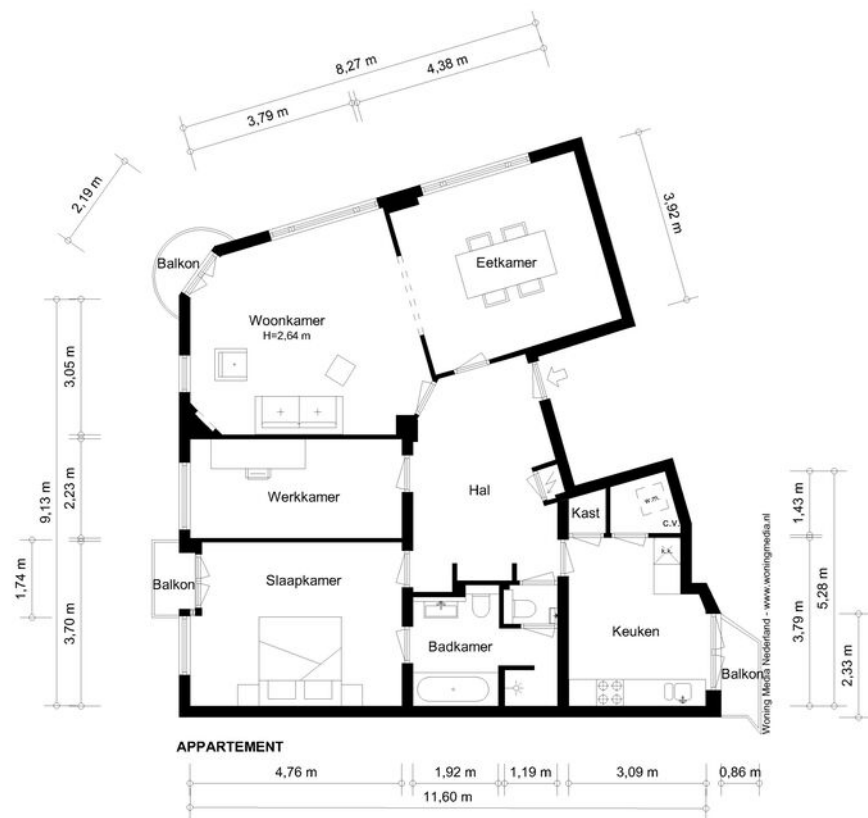 8,27 m
3,79 m
4,38 m
2,19 m
3,92 m
Balkon
Eetkamer
Woonkamer
H=2,64 m
3,05 m
9,13 m
2,23 m
Werkkamer
Hal
Kast
w.m.
c.v.
1,43 m
5,28 m
k.k.
1,74 m
Balkon
Slaapkamer
3,70 m
Badkamer
Keuken
Balkon
3,79 m
2,33 m
Woning Media Nederland - www.woningmedia.nl
APPARTEMENT
4,76 m
1,92 m
1,19 m
3,09 m
0,86 m
11,60 m